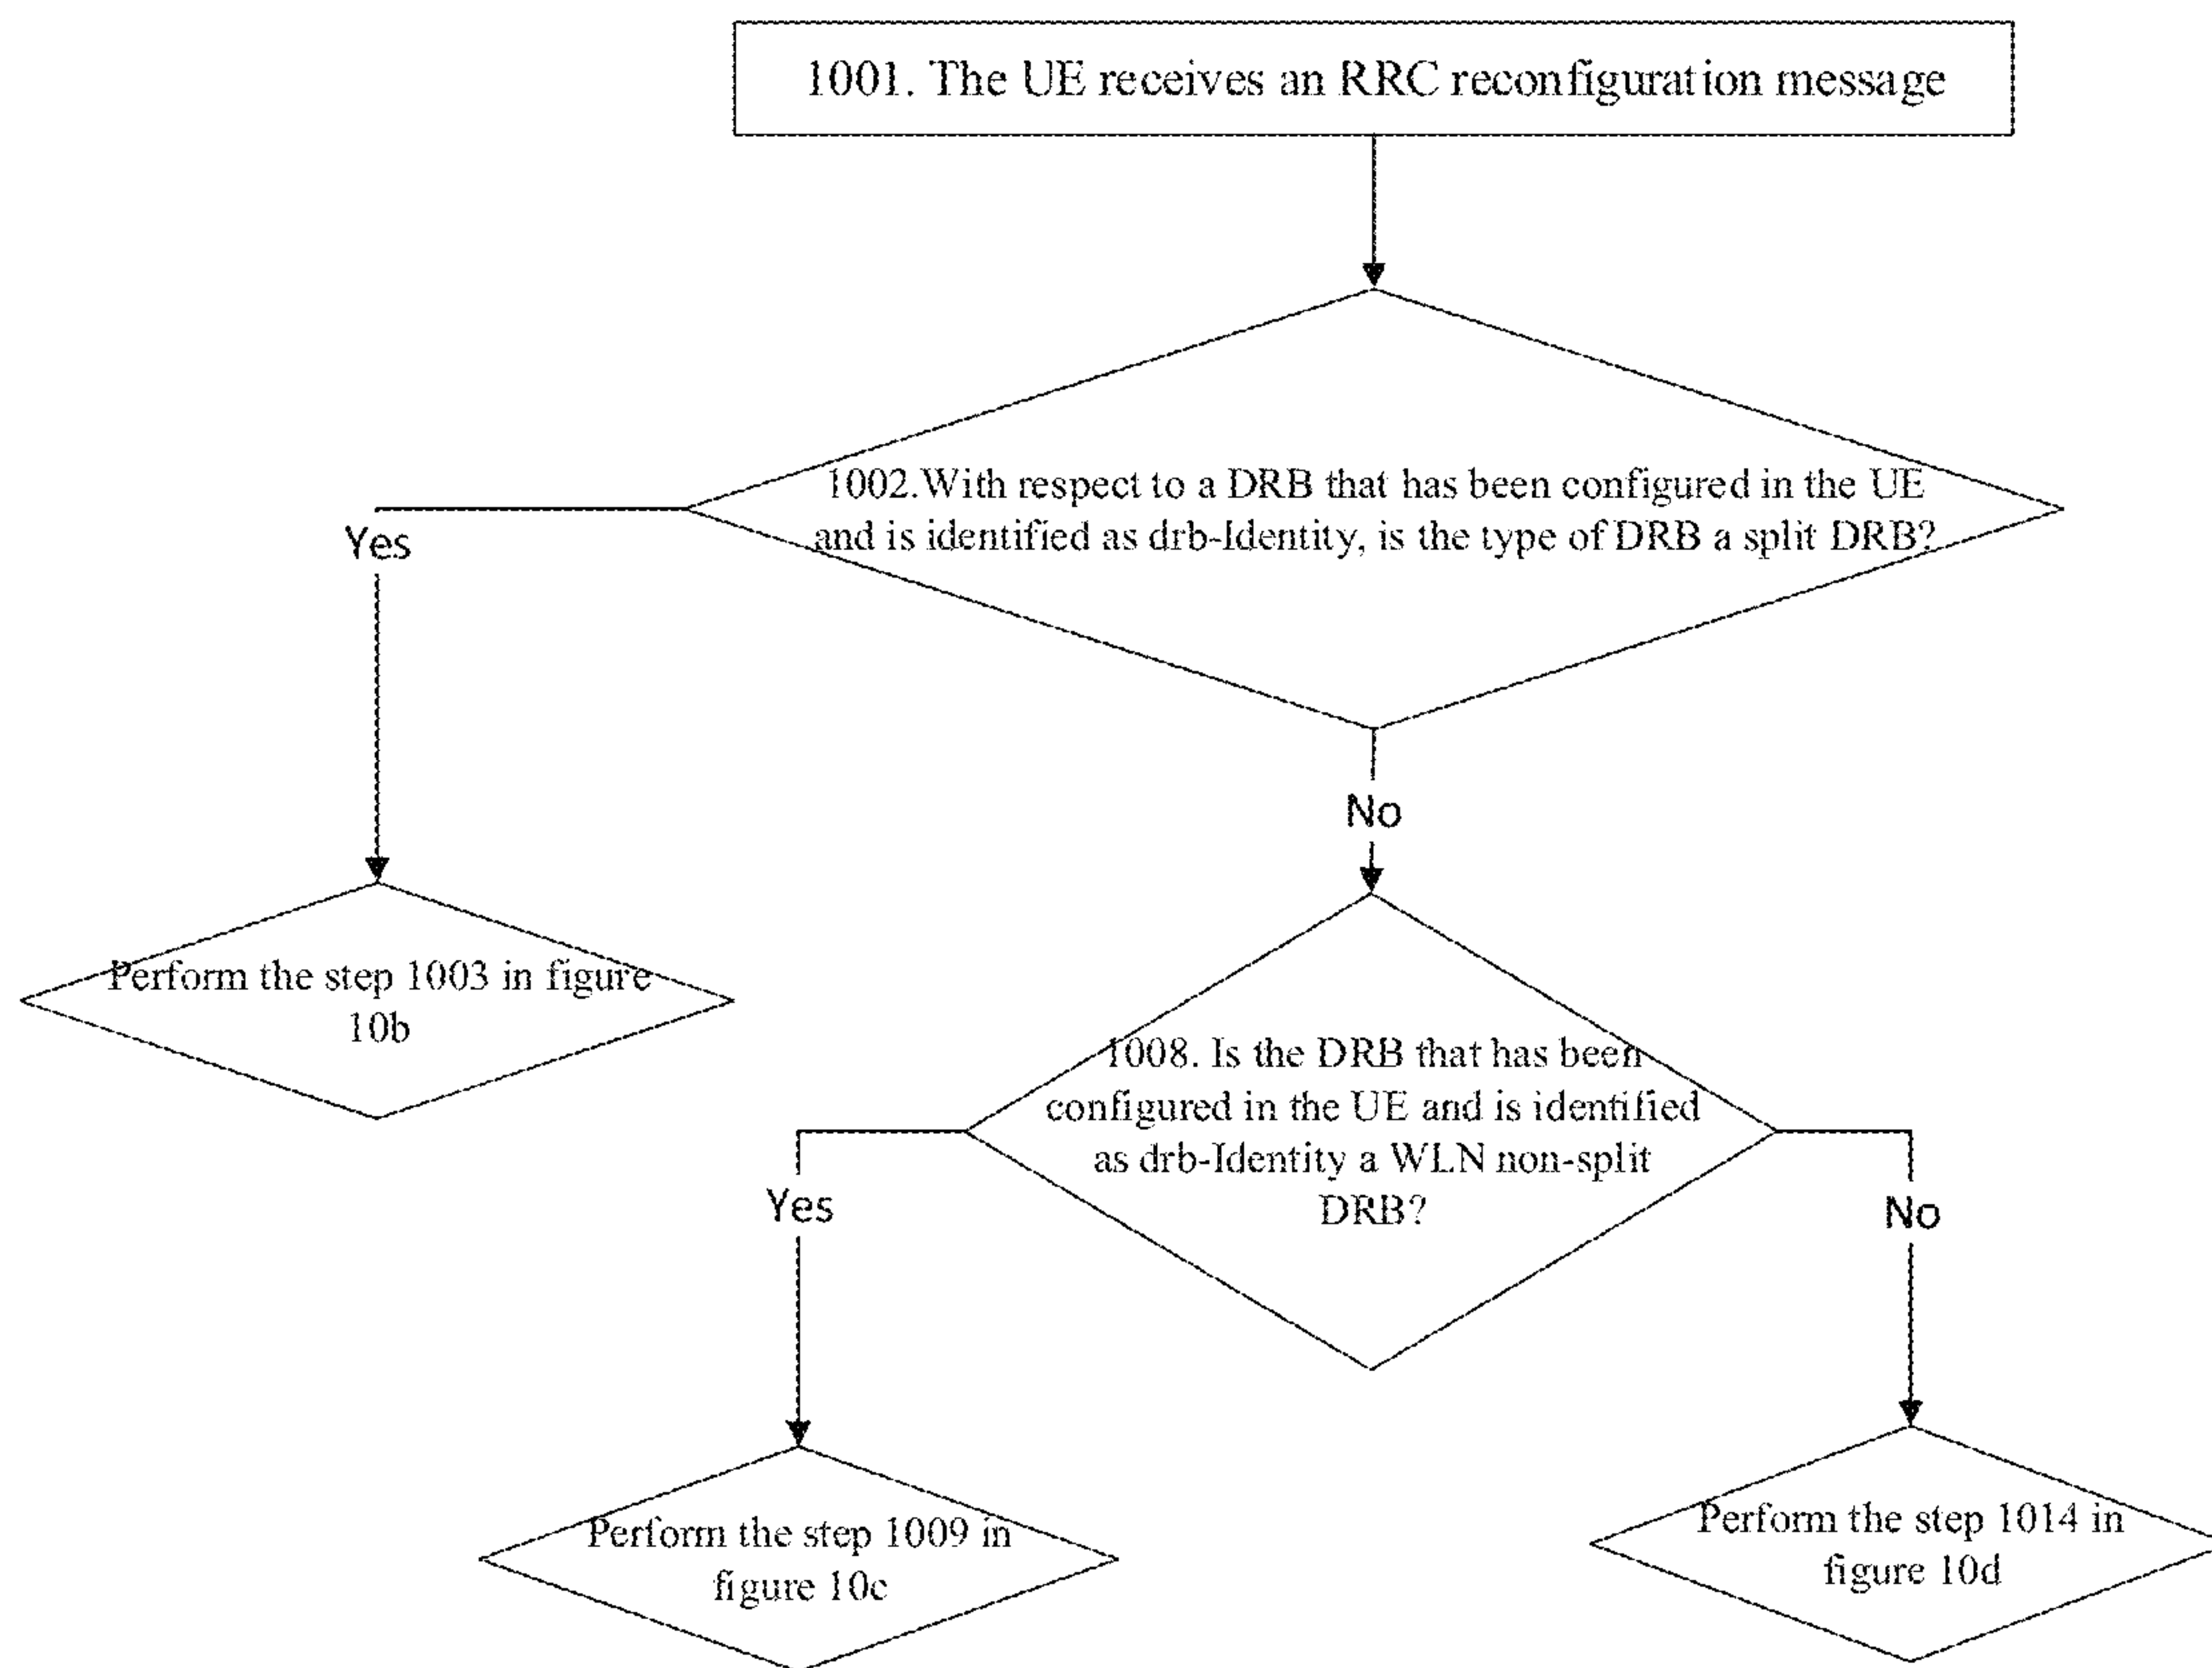 1001. The UE receives an RRC reconfiguration message
1002.With respect to a DRB that has been configured in the UE
and is identified as drb-Identity, is the type of DRB a split DRB?
Yes
No
Perform the step 1003 in figure
10b
1008. Is the DRB that has been
configured in the UE and is identified
as drb-Identity a WLN non-split
DRB?
Yes
No
Perform the step 1009 in
figure 10c
Perform the step 1014 in
figure 10d